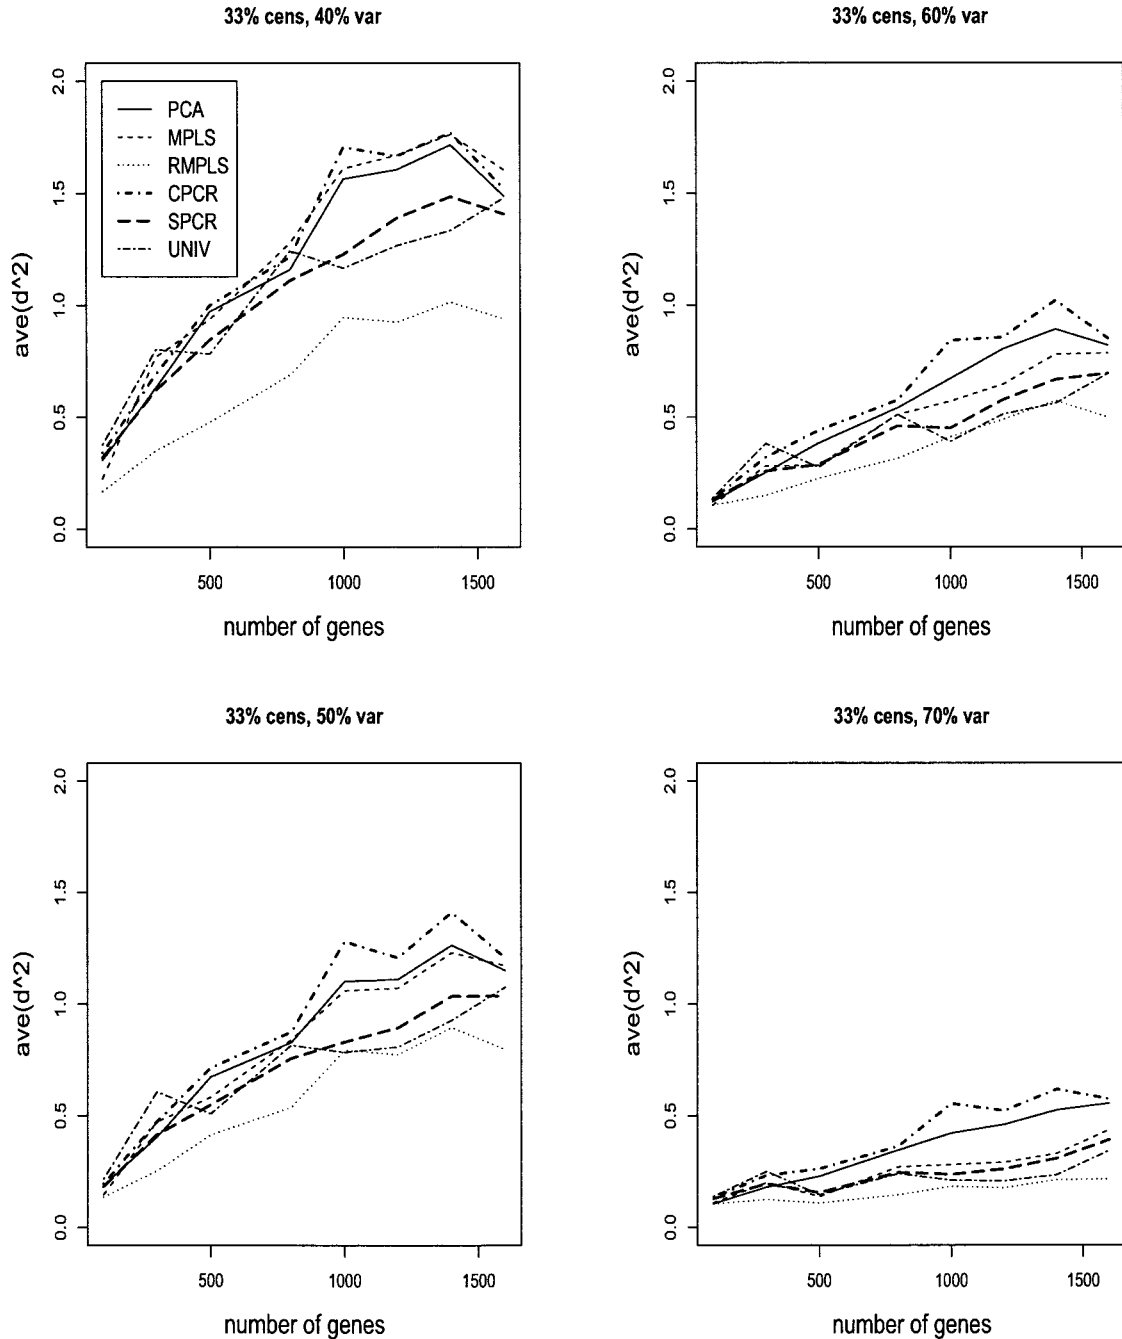 33% cens, 40% var
2.0
1.5
1.0
0.5
0.0
ave(d^2)
PCA
MPLS
RMPLS
CPCR
SPCR
UNIV
500
1000
1500
number of genes
33% cens, 60% var
2.0
1.5
1.0
0.5
0.0
ave(d^2)
500
1000
1500
number of genes
33% cens, 50% var
2.0
1.5
1.0
0.5
0.0
ave(d^2)
500
1000
1500
number of genes
33% cens, 70% var
2.0
1.5
1.0
0.5
0.0
ave(d^2)
500
1000
1500
number of genes